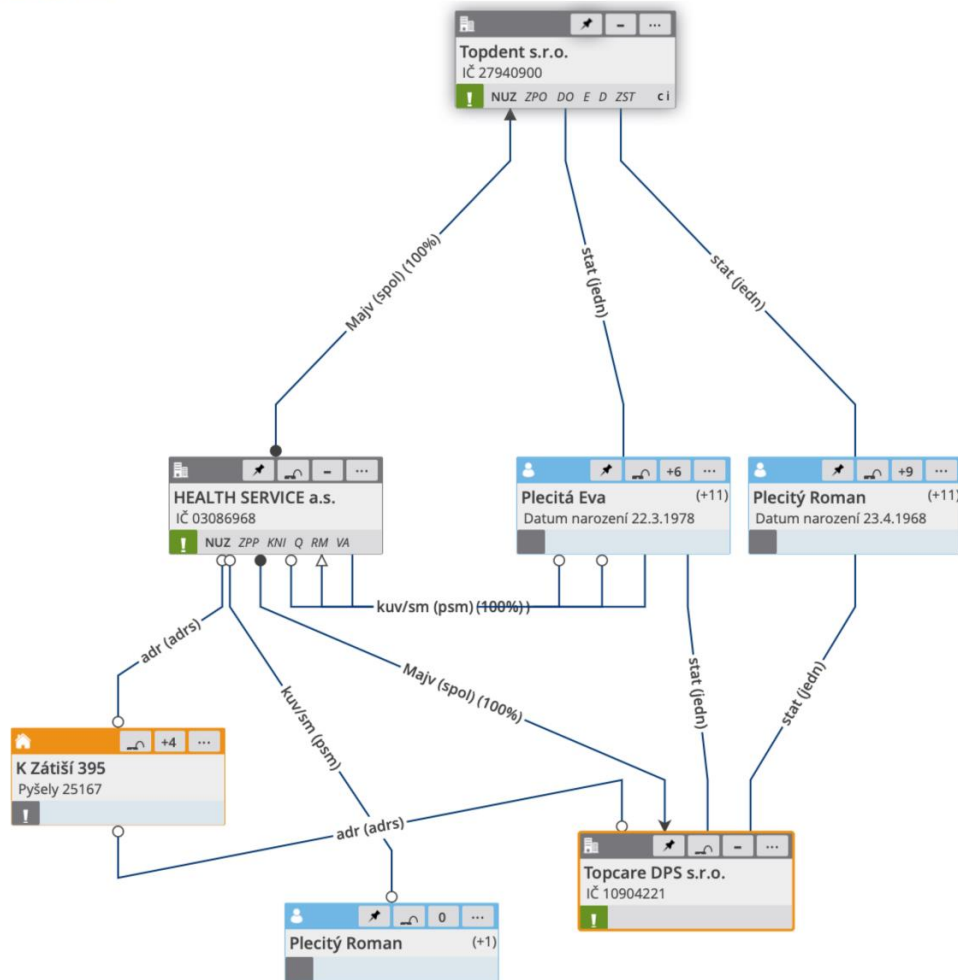 Topdent s.r.o.
IČ 27940900
! NUZ ZPO DO E D ZST c i
Majv (spol) (100%)
stat (jedn)
stat (jedn)
HEALTH SERVICE a.s.
IČ 03086968
! NUZ ZPP KNI Q RM VA
+6
Plecitá Eva (+11)
Datum narození 22.3.1978
+9
Plecitý Roman (+11)
Datum narození 23.4.1968
kuv/sm (psm) (100%) )
adr (adrs)
kuv/sm (psm)
Majv (spol) (100%)
stat (jedn)
stat (jedn)
+4
K Zátiší 395
Pyšely 25167
!
adr (adrs)
Topcare DPS s.r.o.
IČ 10904221
!
0
Plecitý Roman (+1)